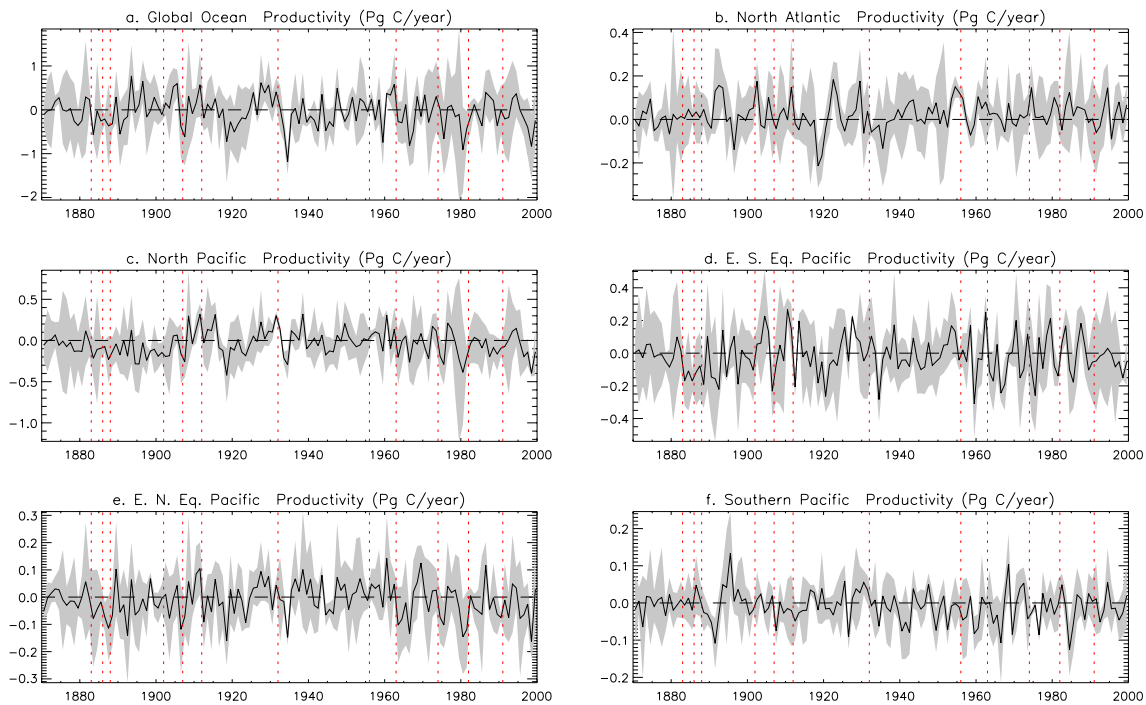 a. Global Ocean Productivity (Pg C/year)
1
0
-1
-2
1880 1900 1920 1940 1960 1980 2000
b. North Atlantic Productivity (Pg C/year)
0.4
0.2
0.0
-0.2
1880 1900 1920 1940 1960 1980 2000
c. North Pacific Productivity (Pg C/year)
0.5
0.0
-0.5
-1.0
1880 1900 1920 1940 1960 1980 2000
d. E. S. Eq. Pacific Productivity (Pg C/year)
0.4
0.2
0.0
-0.2
-0.4
1880 1900 1920 1940 1960 1980 2000
e. E. N. Eq. Pacific Productivity (Pg C/year)
0.3
0.2
0.1
0.0
-0.1
-0.2
-0.3
1880 1900 1920 1940 1960 1980 2000
f. Southern Pacific Productivity (Pg C/year)
0.2
0.1
0.0
-0.1
-0.2
1880 1900 1920 1940 1960 1980 2000